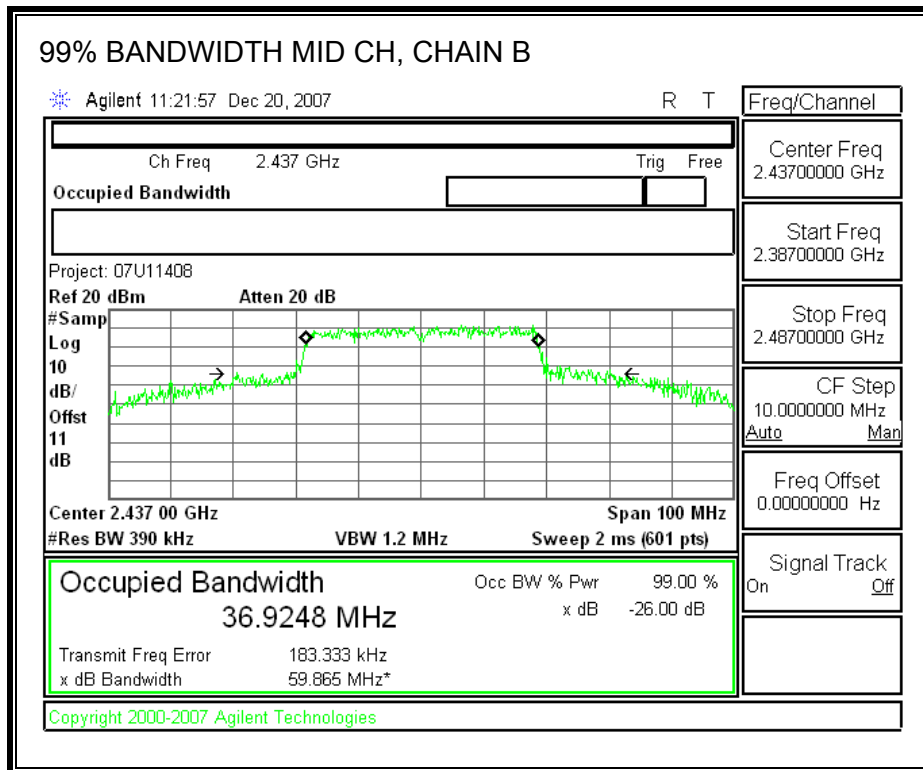 99% BANDWIDTH MID CH, CHAIN B
Agilent 11:21:57 Dec 20, 2007 R T
Freq/Channel
Ch Freq 2.437 GHz Trig Free
Occupied Bandwidth
Center Freq
2.43700000 GHz
Start Freq
2.38700000 GHz
Stop Freq
2.48700000 GHz
CF Step
10.0000000 MHz
Auto Man
Freq Offset
0.00000000 Hz
Signal Track
On Off
Project: 07U11408
Ref 20 dBm Atten 20 dB
#Samp
Log
10
dB/
Offst
11
dB
Center 2.437 00 GHz Span 100 MHz
#Res BW 390 kHz VBW 1.2 MHz Sweep 2 ms (601 pts)
Occupied Bandwidth Occ BW % Pwr 99.00 %
36.9248 MHz x dB -26.00 dB
Transmit Freq Error 183.333 kHz
x dB Bandwidth 59.865 MHz*
Copyright 2000-2007 Agilent Technologies